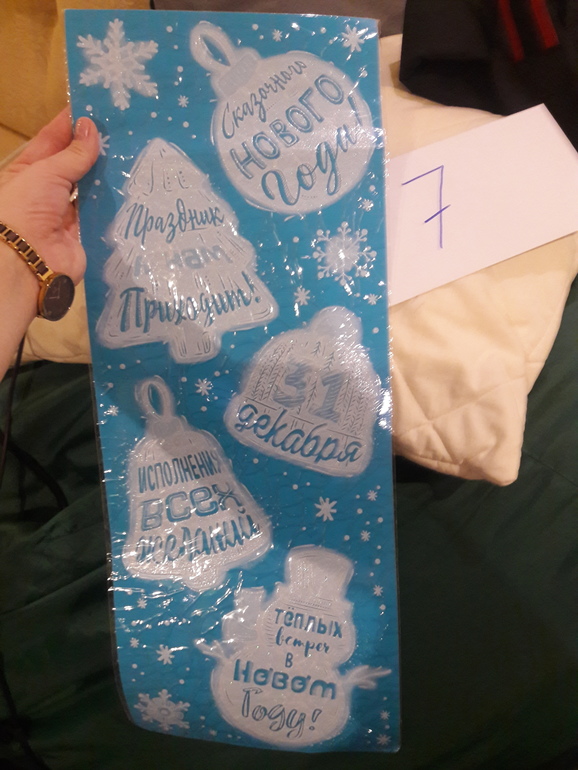 Сказочного
НОВОГО
Года!
Праздник
к нам
Приходит!
31
декабря
ИСПОЛНЕНИЯ
ВСЕХ
желаний
тёплых
встреч
в
Новом
Году!
7